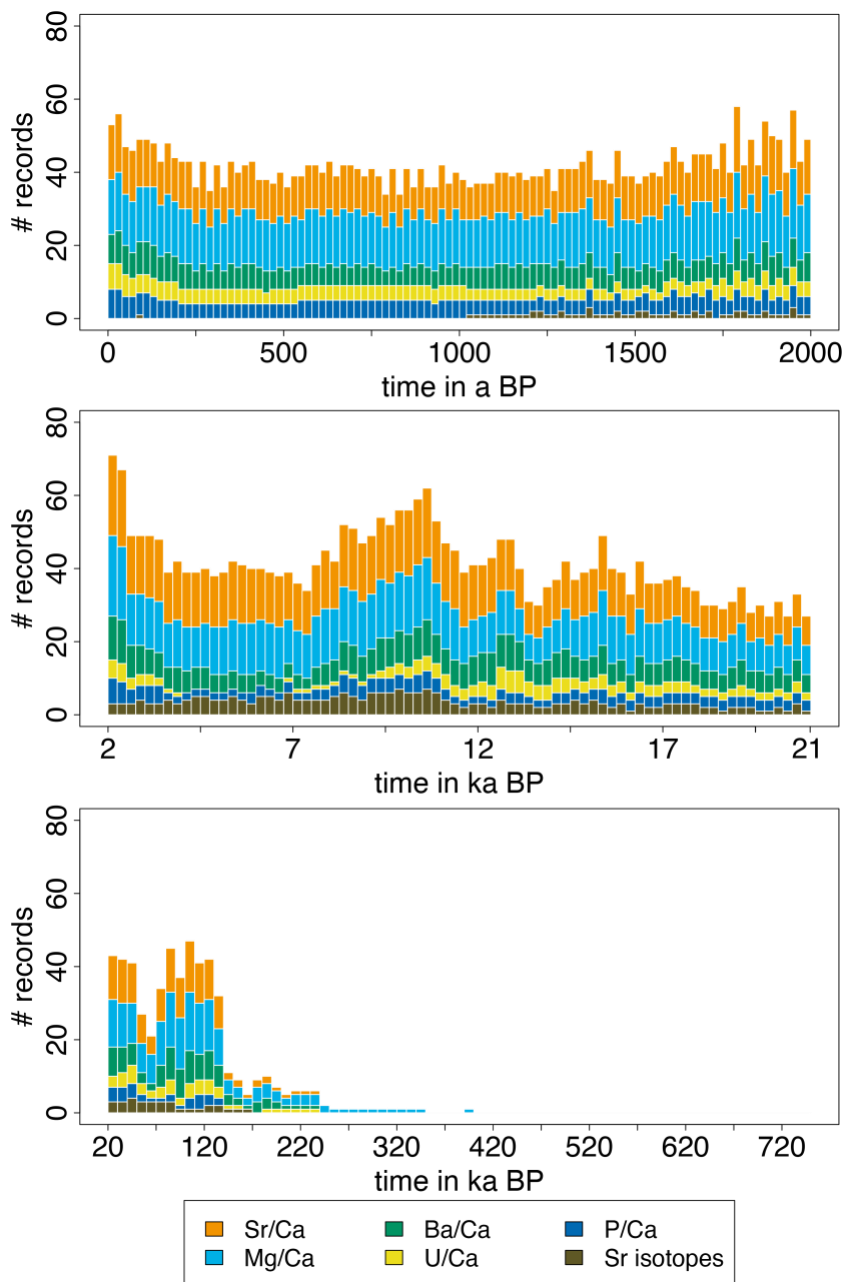 # records
80
60
40
20
0
0 500 1000 1500 2000
time in a BP
# records
80
60
40
20
0
2 7 12 17 21
time in ka BP
# records
80
60
40
20
0
20 120 220 320 420 520 620 720
time in ka BP
Sr/Ca Ba/Ca P/Ca
Mg/Ca U/Ca Sr isotopes